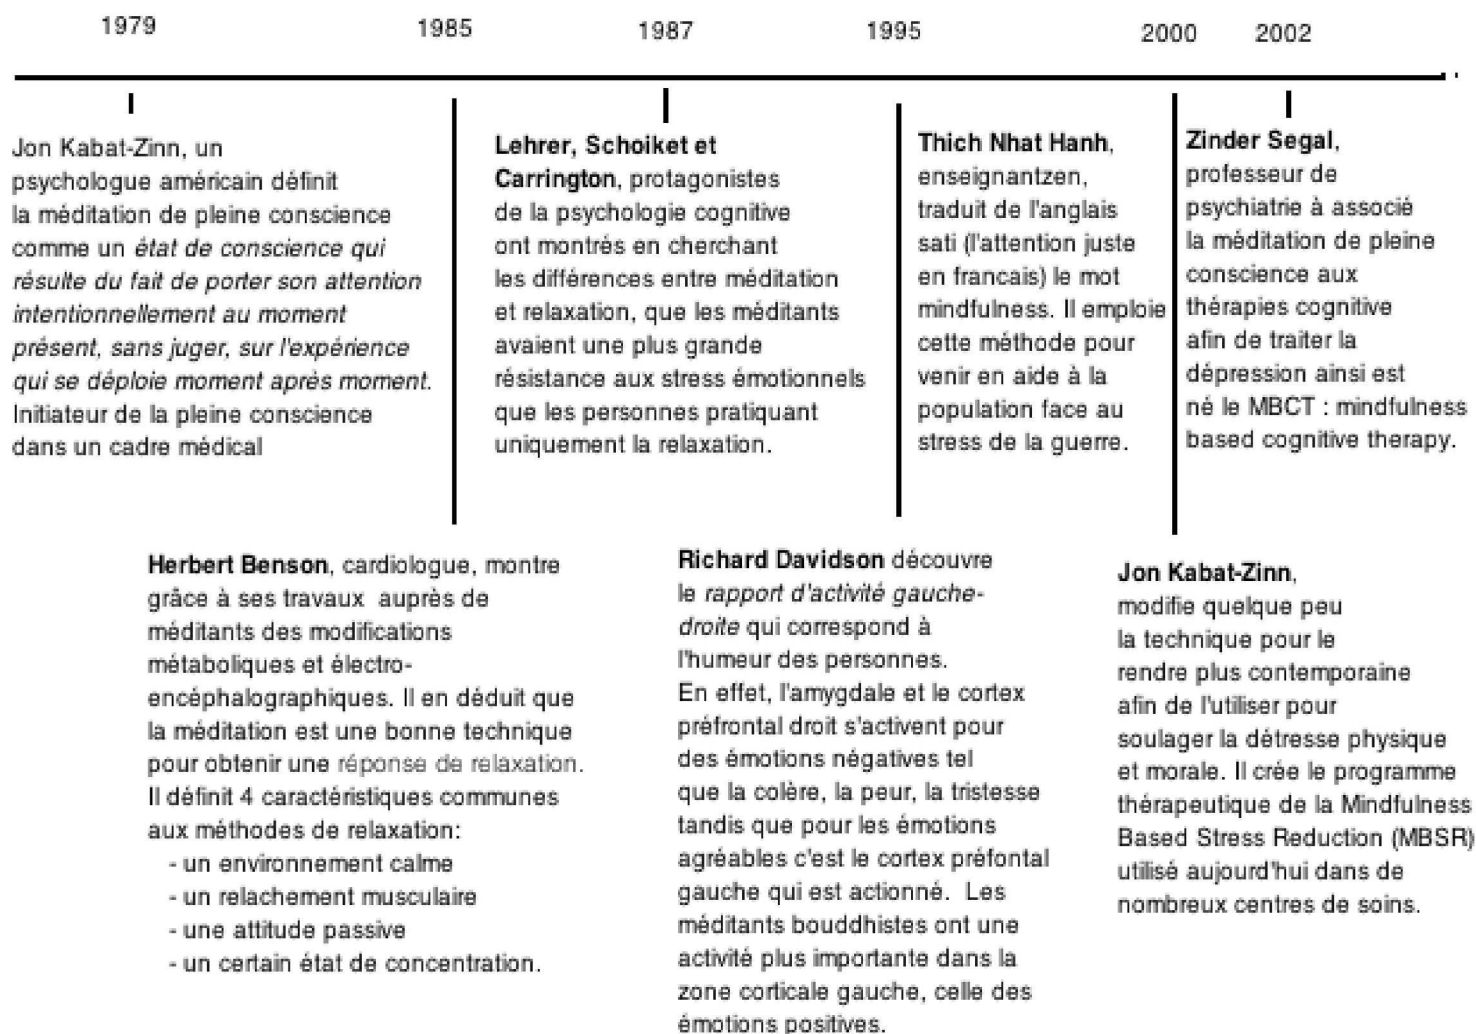 1979
1985
1987
1995
2000
2002
Jon Kabat-Zinn, un
psychologue américain définit
la méditation de pleine conscience
comme un état de conscience qui
résulte du fait de porter son attention
intentionnellement au moment
présent, sans juger, sur l'expérience
qui se déploie moment après moment.
Initiateur de la pleine conscience
dans un cadre médical
Lehrer, Schoiket et
Carrington, protagonistes
de la psychologie cognitive
ont montrés en cherchant
les différences entre méditation
et relaxation, que les méditants
avaient une plus grande
résistance aux stress émotionnels
que les personnes pratiquant
uniquement la relaxation.
Thich Nhat Hanh,
enseignantzen,
traduit de l'anglais
sati (l'attention juste
en francais) le mot
mindfulness. Il emploie
cette méthode pour
venir en aide à la
population face au
stress de la guerre.
Zinder Segal,
professeur de
psychiatrie à associé
la méditation de pleine
conscience aux
thérapies cognitive
afin de traiter la
dépression ainsi est
né le MBCT : mindfulness
based cognitive therapy.
Herbert Benson, cardiologue, montre
grâce à ses travaux auprès de
méditants des modifications
métaboliques et électro-
encéphalographiques. Il en déduit que
la méditation est une bonne technique
pour obtenir une réponse de relaxation.
Il définit 4 caractéristiques communes
aux méthodes de relaxation:
- un environnement calme
- un relachement musculaire
- une attitude passive
- un certain état de concentration.
Richard Davidson découvre
le rapport d'activité gauche-
droite qui correspond à
l'humeur des personnes.
En effet, l'amygdale et le cortex
préfrontal droit s'activent pour
des émotions négatives tel
que la colère, la peur, la tristesse
tandis que pour les émotions
agréables c'est le cortex préfontal
gauche qui est actionné. Les
méditants bouddhistes ont une
activité plus importante dans la
zone corticale gauche, celle des
émotions positives.
Jon Kabat-Zinn,
modifie quelque peu
la technique pour le
rendre plus contemporaine
afin de l'utiliser pour
soulager la détresse physique
et morale. Il crée le programme
thérapeutique de la Mindfulness
Based Stress Reduction (MBSR)
utilisé aujourd'hui dans de
nombreux centres de soins.